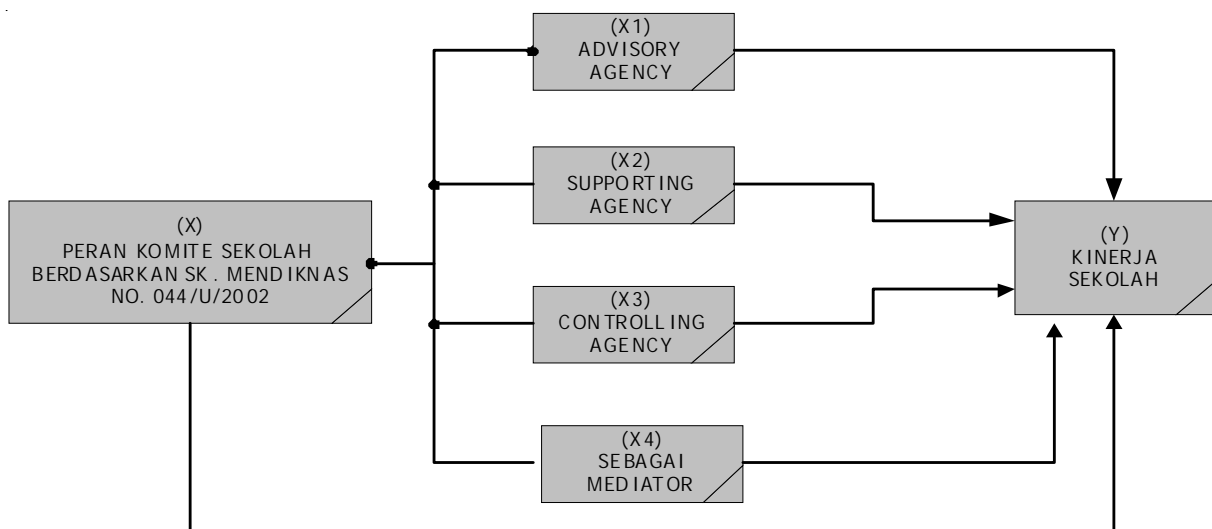 (X1)
ADVISORY
AGENCY
(X2)
SUPPORTING
AGENCY
(X)
PERAN KOMITE SEKOLAH
BERDASARKAN SK. MENDIKNAS
NO. 044/U/2002
(Y)
KINERJA
SEKOLAH
(X3)
CONTROLLING
AGENCY
(X4)
SEBAGAI
MEDIATOR